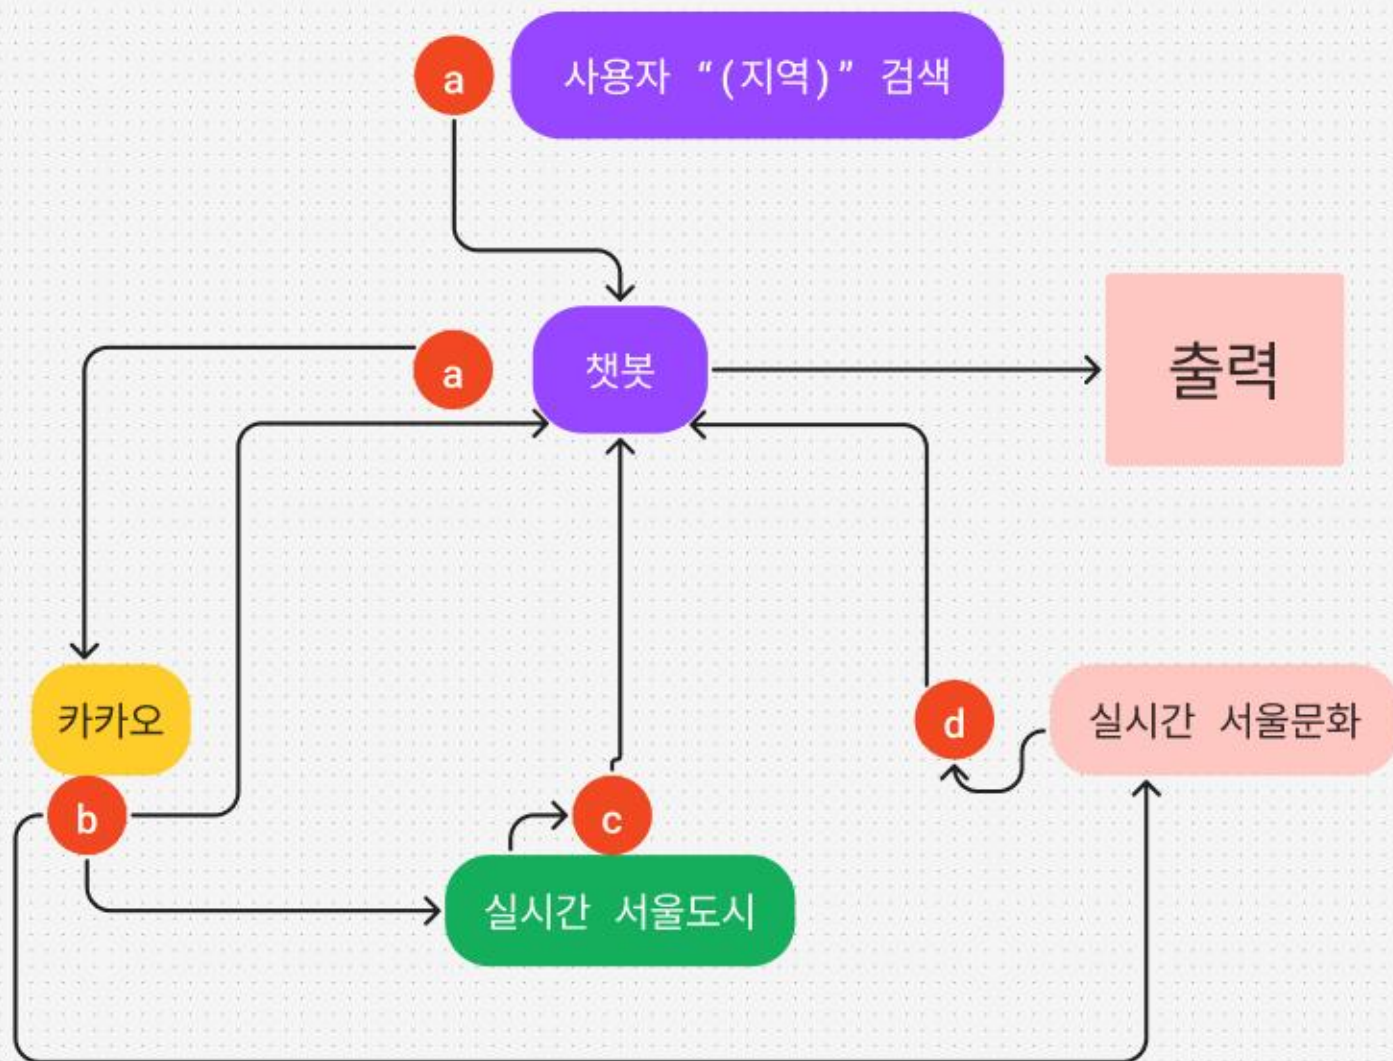 a
사용자 “(지역)” 검색
a
챗봇
출력
카카오
d
실시간 서울문화
b
c
실시간 서울도시